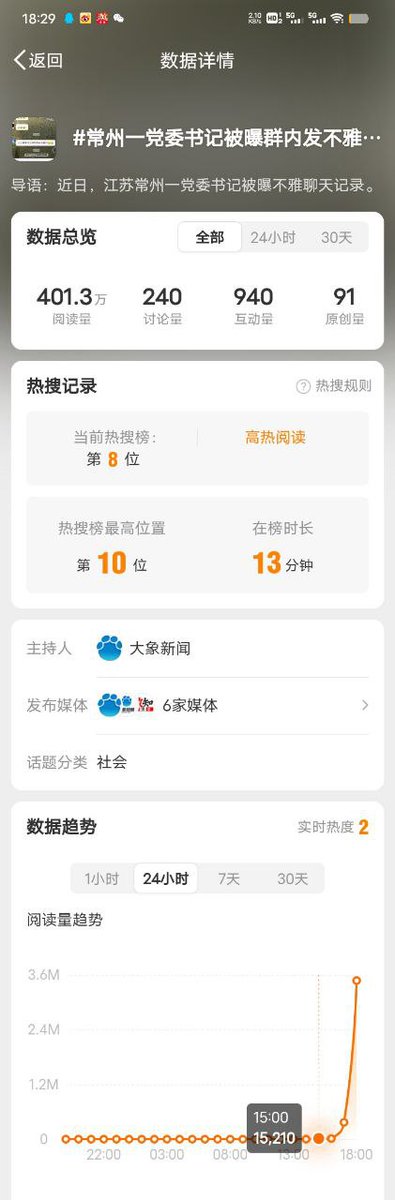 18:29
2.10 KB/s HD 1 2 5G 5G
返回
数据详情
#常州一党委书记被曝群内发不雅…
导语：近日，江苏常州一党委书记被曝不雅聊天记录。
数据总览
全部 24小时 30天
401.3万 240 940 91
阅读量 讨论量 互动量 原创量
热搜记录
? 热搜规则
当前热搜榜： 高热阅读
第 8 位
热搜榜最高位置 在榜时长
第 10 位 13分钟
主持人 大象新闻
发布媒体 6家媒体
话题分类 社会
数据趋势
实时热度 2
1小时 24小时 7天 30天
阅读量趋势
3.6M
2.4M
1.2M
15:00
15,210
0
22:00 03:00 08:00 13:00 18:00